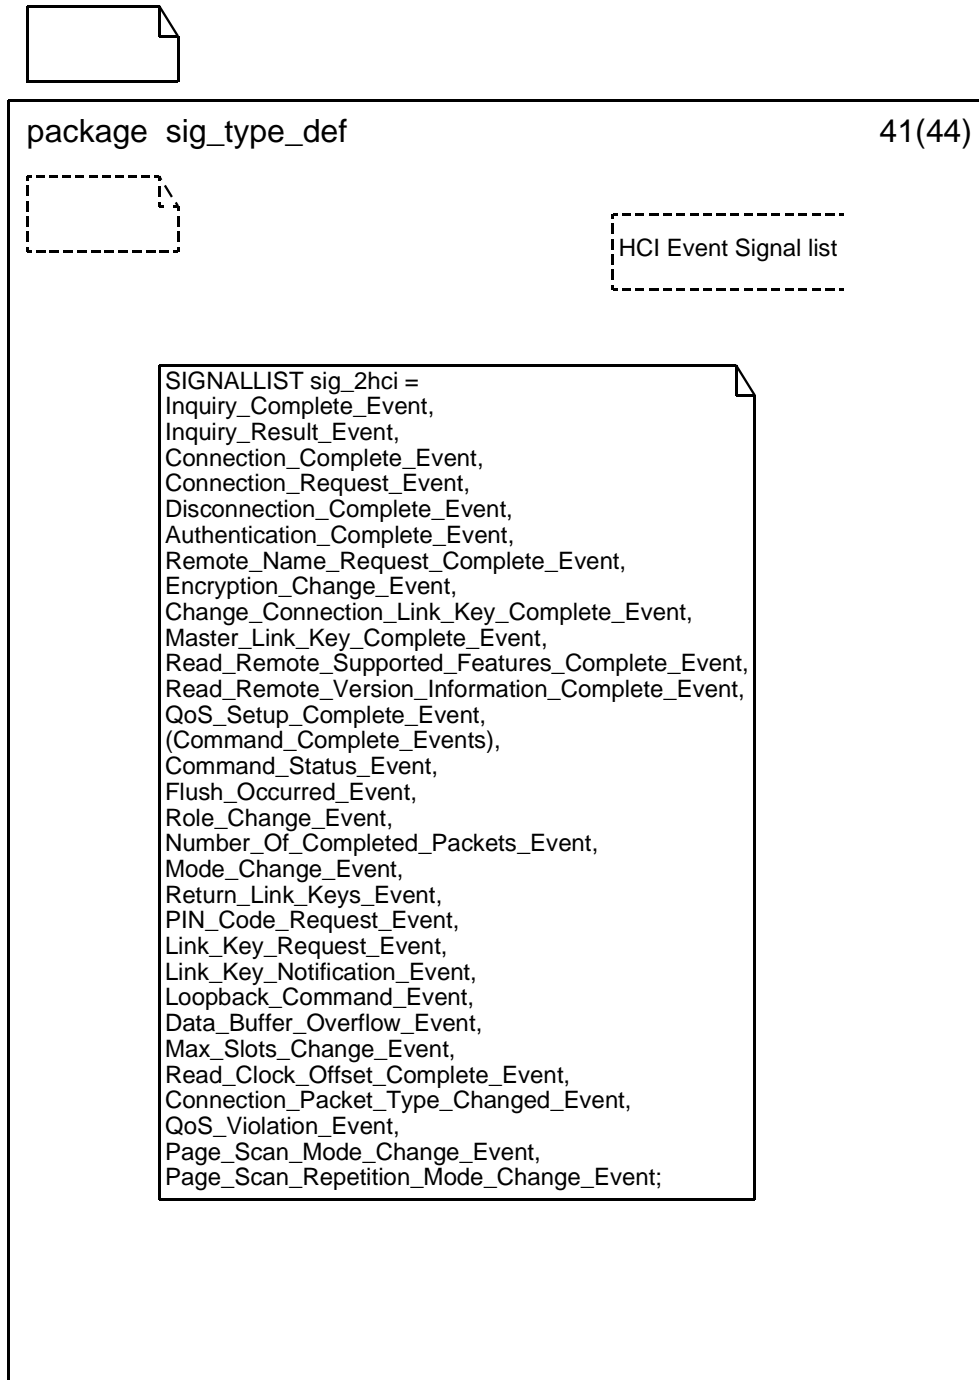 package sig_type_def 41(44)
HCI Event Signal list
SIGNALLIST sig_2hci =
Inquiry_Complete_Event,
Inquiry_Result_Event,
Connection_Complete_Event,
Connection_Request_Event,
Disconnection_Complete_Event,
Authentication_Complete_Event,
Remote_Name_Request_Complete_Event,
Encryption_Change_Event,
Change_Connection_Link_Key_Complete_Event,
Master_Link_Key_Complete_Event,
Read_Remote_Supported_Features_Complete_Event,
Read_Remote_Version_Information_Complete_Event,
QoS_Setup_Complete_Event,
(Command_Complete_Events),
Command_Status_Event,
Flush_Occurred_Event,
Role_Change_Event,
Number_Of_Completed_Packets_Event,
Mode_Change_Event,
Return_Link_Keys_Event,
PIN_Code_Request_Event,
Link_Key_Request_Event,
Link_Key_Notification_Event,
Loopback_Command_Event,
Data_Buffer_Overflow_Event,
Max_Slots_Change_Event,
Read_Clock_Offset_Complete_Event,
Connection_Packet_Type_Changed_Event,
QoS_Violation_Event,
Page_Scan_Mode_Change_Event,
Page_Scan_Repetition_Mode_Change_Event;